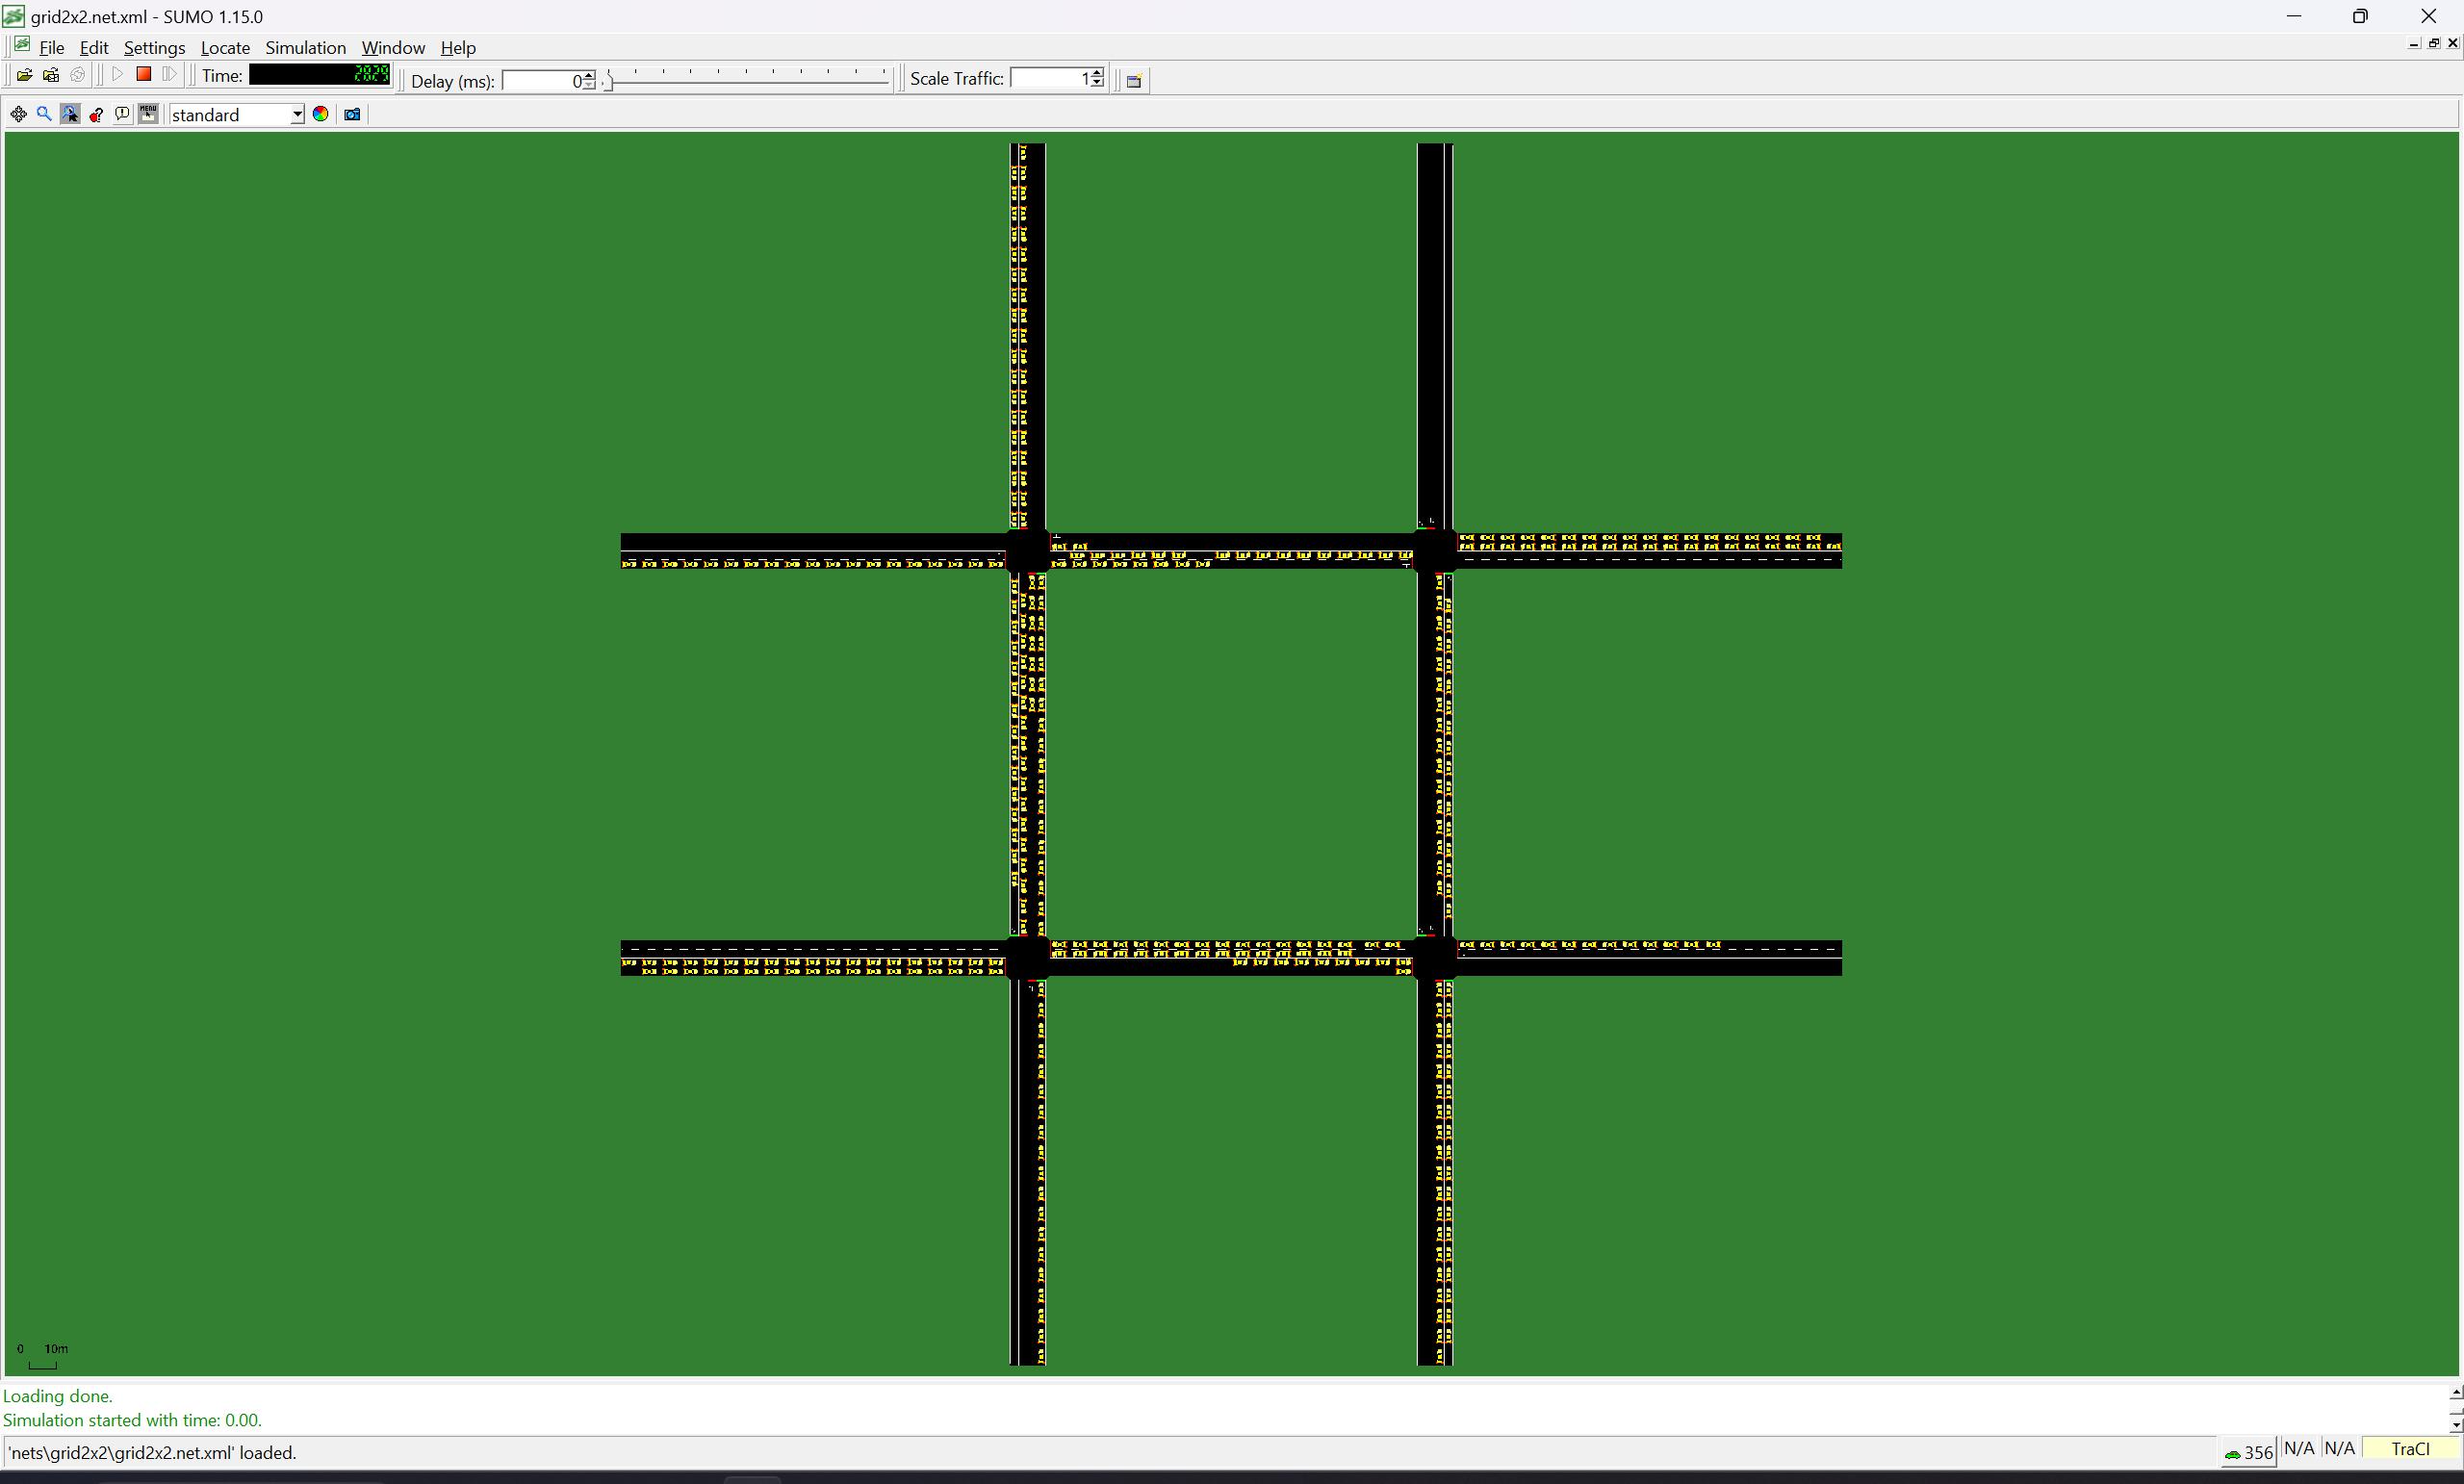 grid2x2.net.xml - SUMO 1.15.0
File Edit Settings Locate Simulation Window Help
Time: 2829 Delay (ms): 0 Scale Traffic: 1
MENU standard
0 10m
Loading done.
Simulation started with time: 0.00.
'nets\grid2x2\grid2x2.net.xml' loaded. 356 N/A N/A TraCI